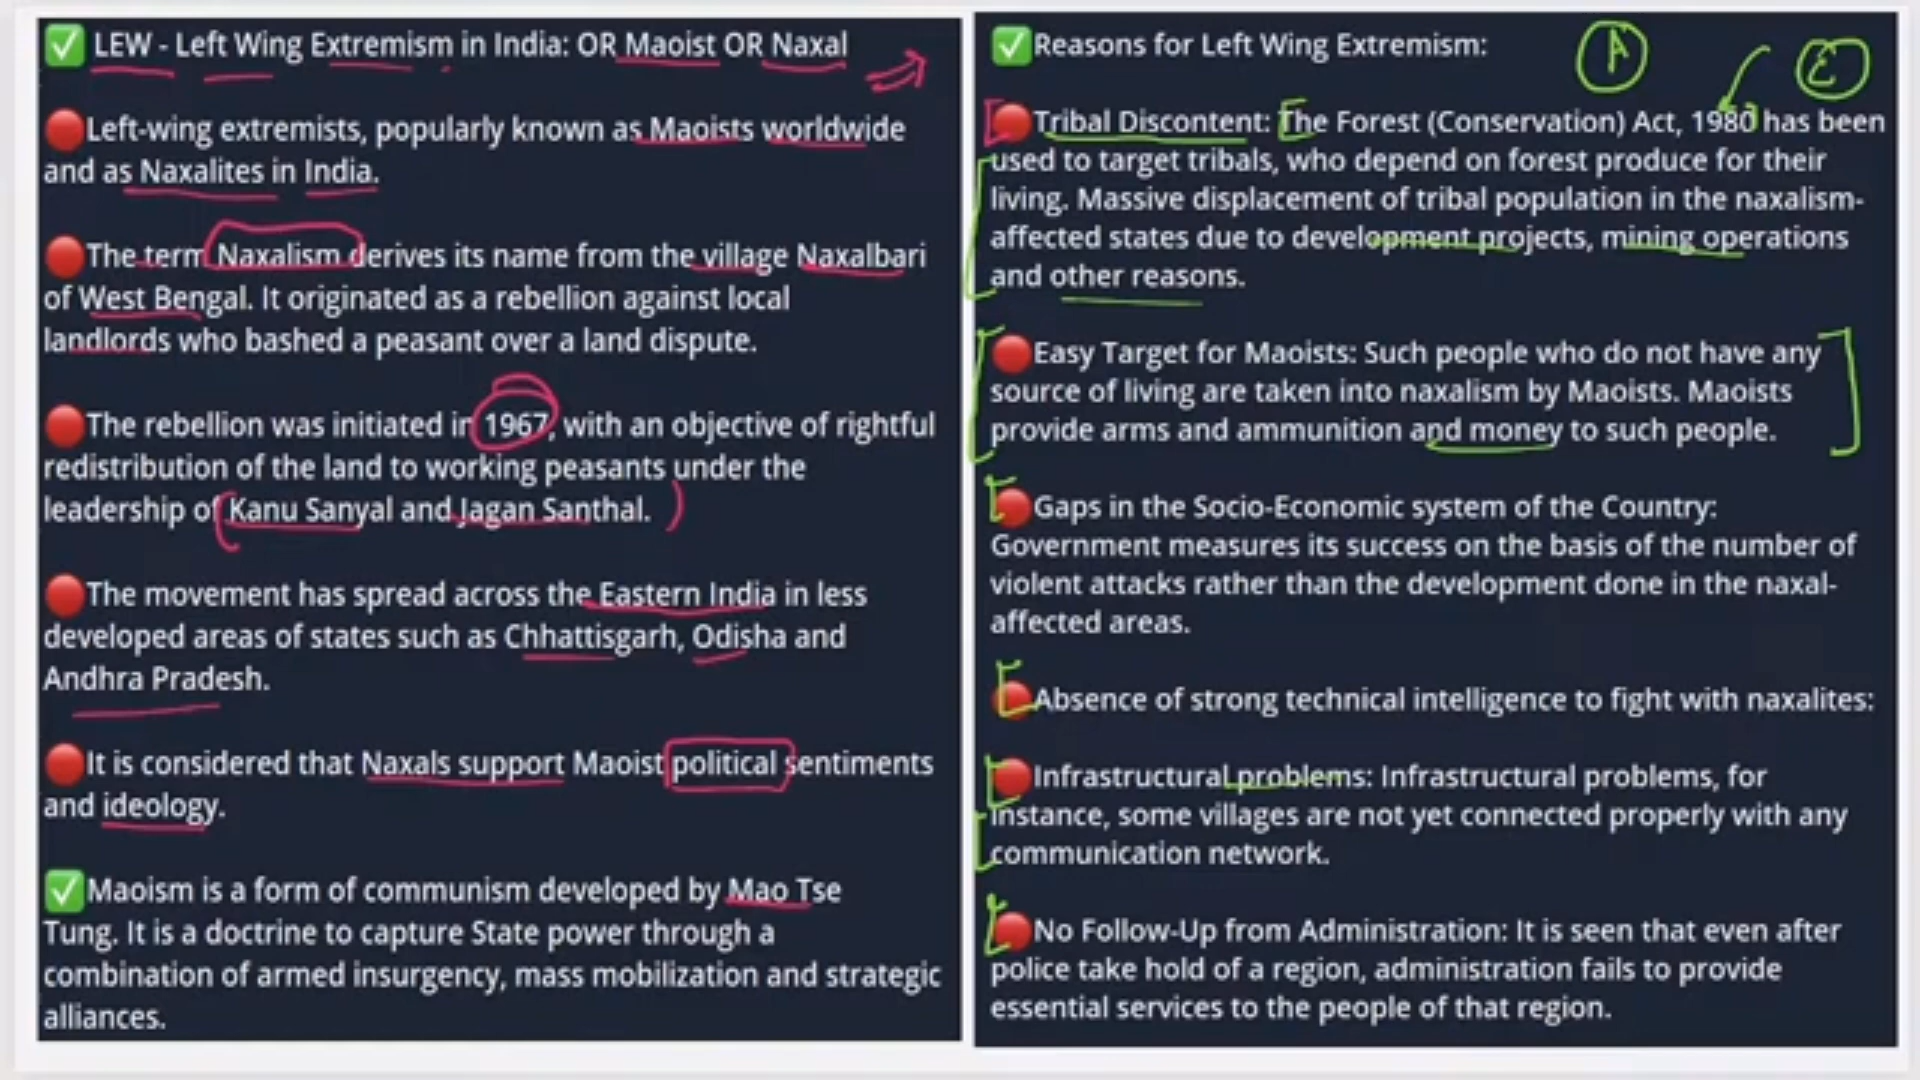 LEW - Left Wing Extremism in India: OR Maoist OR Naxal
Left-wing extremists, popularly known as Maoists worldwide
and as Naxalites in India.
The term Naxalism derives its name from the village Naxalbari
of West Bengal. It originated as a rebellion against local
landlords who bashed a peasant over a land dispute.
The rebellion was initiated in 1967, with an objective of rightful
redistribution of the land to working peasants under the
leadership of Kanu Sanyal and Jagan Santhal.
The movement has spread across the Eastern India in less
developed areas of states such as Chhattisgarh, Odisha and
Andhra Pradesh.
It is considered that Naxals support Maoist political sentiments
and ideology.
Maoism is a form of communism developed by Mao Tse
Tung. It is a doctrine to capture State power through a
combination of armed insurgency, mass mobilization and strategic
alliances.
Reasons for Left Wing Extremism:
Tribal Discontent: The Forest (Conservation) Act, 1980 has been
used to target tribals, who depend on forest produce for their
living. Massive displacement of tribal population in the naxalism-
affected states due to development projects, mining operations
and other reasons.
Easy Target for Maoists: Such people who do not have any
source of living are taken into naxalism by Maoists. Maoists
provide arms and ammunition and money to such people.
Gaps in the Socio-Economic system of the Country:
Government measures its success on the basis of the number of
violent attacks rather than the development done in the naxal-
affected areas.
Absence of strong technical intelligence to fight with naxalites:
Infrastructural problems: Infrastructural problems, for
instance, some villages are not yet connected properly with any
communication network.
No Follow-Up from Administration: It is seen that even after
police take hold of a region, administration fails to provide
essential services to the people of that region.